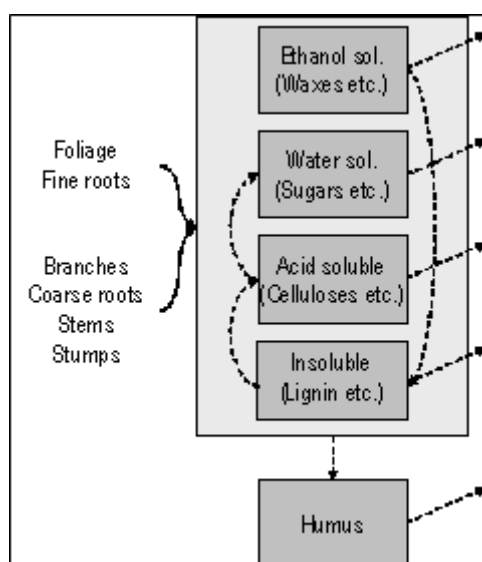 Ethanol sol.
(Waxes etc.)
Foliage
Fine roots
Water sol.
(Sugars etc.)
Branches
Coarse roots
Stems
Stumps
Acid soluble
(Celluloses etc.)
Insoluble
(Lignin etc.)
Humus